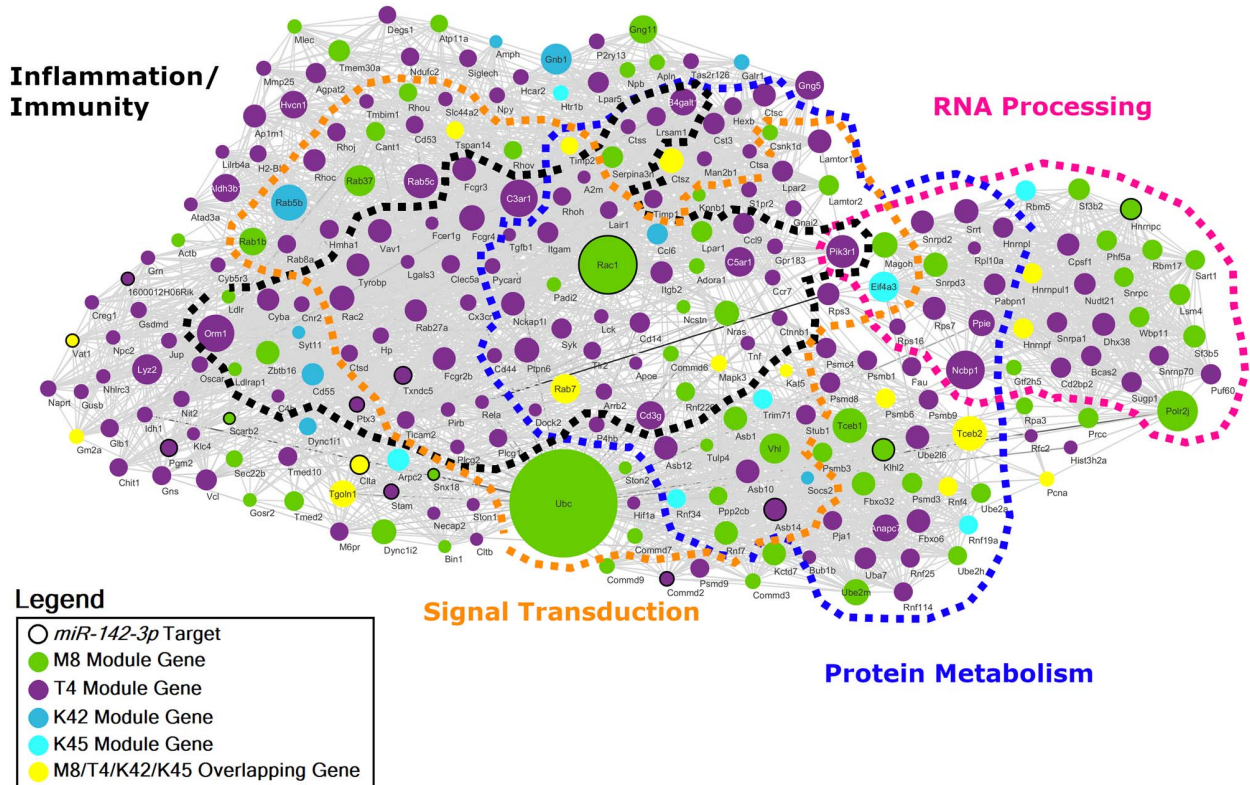 Inflammation/
Immunity
RNA Processing
Signal Transduction
Protein Metabolism
Degs1
Mlec
Atp11a
Amph
Gnb1
P2ry13
Gng11
Tas2r126
Galr1
Gng5
Tmem30a
Ndufc2
Siglech
Npb
Apln
Mmp25
Agpat2
Hcar2
Lpar5
B4galt1
Hexb
Ctsc
Hvcn1
Rhou
Slc44a2
Npy
Htr1b
Ap1m1
Tmbim1
Cd53
Tspan14
Ctss
Lrsam1
Cst3
Csnk1d
Lamtor1
Lilrb4a
Rhoj
Cant1
Rhov
Timp2
Serpina3n
Ctsz
Man2b1
Ctsa
Rhoc
Rab37
Rab5c
Fcgr3
A2m
Lpar2
Lamtor2
Aldh3b1
Rab5b
C3ar1
Rhoh
Lair1
Timp1
Kpnb1
S1pr2
Gnai2
Atad3a
Hmha1
Vav1
Fcer1g
Fcgr4
Tgfb1
Itgam
Ccl6
Lpar1
Ccl9
Pik3r1
Magoh
Actb
Rab1b
Rab8a
Tyrobp
Rac1
C5ar1
Gpr183
Grn
Cyb5r3
Lgals3
Clec5a
Pycard
Itgb2
Adora1
Ccr7
Eif4a3
1600012H06Rik
Ldlr
Cyba
Cnr2
Rac2
Cx3cr1
Padi2
Rps3
Creg1
Gsdmd
Orm1
Rab27a
Nckap1l
Lck
Cd14
Ncstn
Nras
Ctnnb1
Vat1
Npc2
Jup
Syt11
Hp
Syk
Tlr2
Tnf
Lyz2
Oscar
Zbtb16
Ctsd
Fcgr2b
Cd44
Ptpn6
Apoe
Commd6
Mapk3
Kat5
Psmc4
Psmb1
Nhlrc3
Ldlrap1
Cd55
Txndc5
Rab7
Arrb2
Naprt
Gusb
Nit2
C4b
Ptx3
Rela
Dock2
Cd3g
Rnf220
Trim71
Psmd8
Psmb6
Psmb9
Idh1
Scarb2
Dync1i1
Ticam2
Pirb
P4hb
Asb1
Stub1
Tceb1
Tceb2
Gm2a
Glb1
Klc4
Plcg2
Plcg1
Asb12
Tulp4
Vhl
Ube2l6
Pgm2
Sec22b
Arpc2
Ston2
Psmb3
Klhl2
Chit1
Gns
Vcl
Tmed10
Snx18
Ubc
Asb10
Socs2
Fbxo32
Psmd3
Rnf4
Tgoln1
Stam
Ston1
Hif1a
Rnf34
Ppp2cb
Asb14
Ube2a
Gosr2
Tmed2
Necap2
Commd7
Rnf7
Pja1
Anapc7
Fbxo6
Rnf19a
M6pr
Dync1i2
Bin1
Cltb
Kctd7
Bub1b
Uba7
Rnf25
Ube2h
Commd9
Commd2
Psmd9
Commd3
Ube2m
Rnf114
Rbm5
Sf3b2
Hnrnpc
Snrpd2
Srrt
Hnrnpl
Rpl10a
Cpsf1
Phf5a
Rbm17
Sart1
Snrpd3
Hnrnpul1
Pabpn1
Nudt21
Snrpc
Lsm4
Rps7
Ppie
Hnrnpf
Snrpa1
Dhx38
Wbp11
Rps16
Sf3b5
Fau
Ncbp1
Gtf2h5
Cd2bp2
Bcas2
Snrnp70
Sugp1
Puf60
Polr2j
Rpa3
Prcc
Rfc2
Hist3h2a
Pcna
Legend
miR-142-3p Target
M8 Module Gene
T4 Module Gene
K42 Module Gene
K45 Module Gene
M8/T4/K42/K45 Overlapping Gene